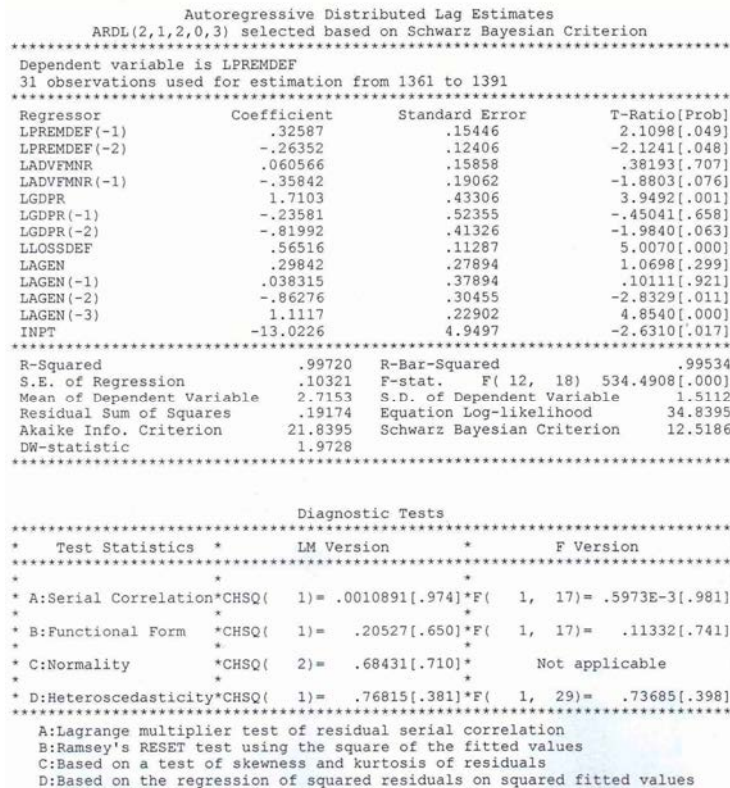 Autoregressive Distributed Lag Estimates
ARDL(2,1,2,0,3) selected based on Schwarz Bayesian Criterion
*******************************************************************************
Dependent variable is LPREMDEF
31 observations used for estimation from 1361 to 1391
*******************************************************************************
Regressor Coefficient Standard Error T-Ratio[Prob]
LPREMDEF(-1) .32587 .15446 2.1098[.049]
LPREMDEF(-2) -.26352 .12406 -2.1241[.048]
LADVFMNR .060566 .15858 .38193[.707]
LADVFMNR(-1) -.35842 .19062 -1.8803[.076]
LGDPR 1.7103 .43306 3.9492[.001]
LGDPR(-1) -.23581 .52355 -.45041[.658]
LGDPR(-2) -.81992 .41326 -1.9840[.063]
LLOSSDEF .56516 .11287 5.0070[.000]
LAGEN .29842 .27894 1.0698[.299]
LAGEN(-1) .038315 .37894 .10111[.921]
LAGEN(-2) -.86276 .30455 -2.8329[.011]
LAGEN(-3) 1.1117 .22902 4.8540[.000]
INPT -13.0226 4.9497 -2.6310[.017]
*******************************************************************************
R-Squared .99720 R-Bar-Squared .99534
S.E. of Regression .10321 F-stat. F( 12, 18) 534.4908[.000]
Mean of Dependent Variable 2.7153 S.D. of Dependent Variable 1.5112
Residual Sum of Squares .19174 Equation Log-likelihood 34.8395
Akaike Info. Criterion 21.8395 Schwarz Bayesian Criterion 12.5186
DW-statistic 1.9728
*******************************************************************************
Diagnostic Tests
*******************************************************************************
* Test Statistics * LM Version * F Version
*******************************************************************************
* * *
* A:Serial Correlation*CHSQ( 1)= .0010891[.974]*F( 1, 17)= .5973E-3[.981]
* * *
* B:Functional Form *CHSQ( 1)= .20527[.650]*F( 1, 17)= .11332[.741]
* * *
* C:Normality *CHSQ( 2)= .68431[.710]* Not applicable
* * *
* D:Heteroscedasticity*CHSQ( 1)= .76815[.381]*F( 1, 29)= .73685[.398]
*******************************************************************************
A:Lagrange multiplier test of residual serial correlation
B:Ramsey's RESET test using the square of the fitted values
C:Based on a test of skewness and kurtosis of residuals
D:Based on the regression of squared residuals on squared fitted values